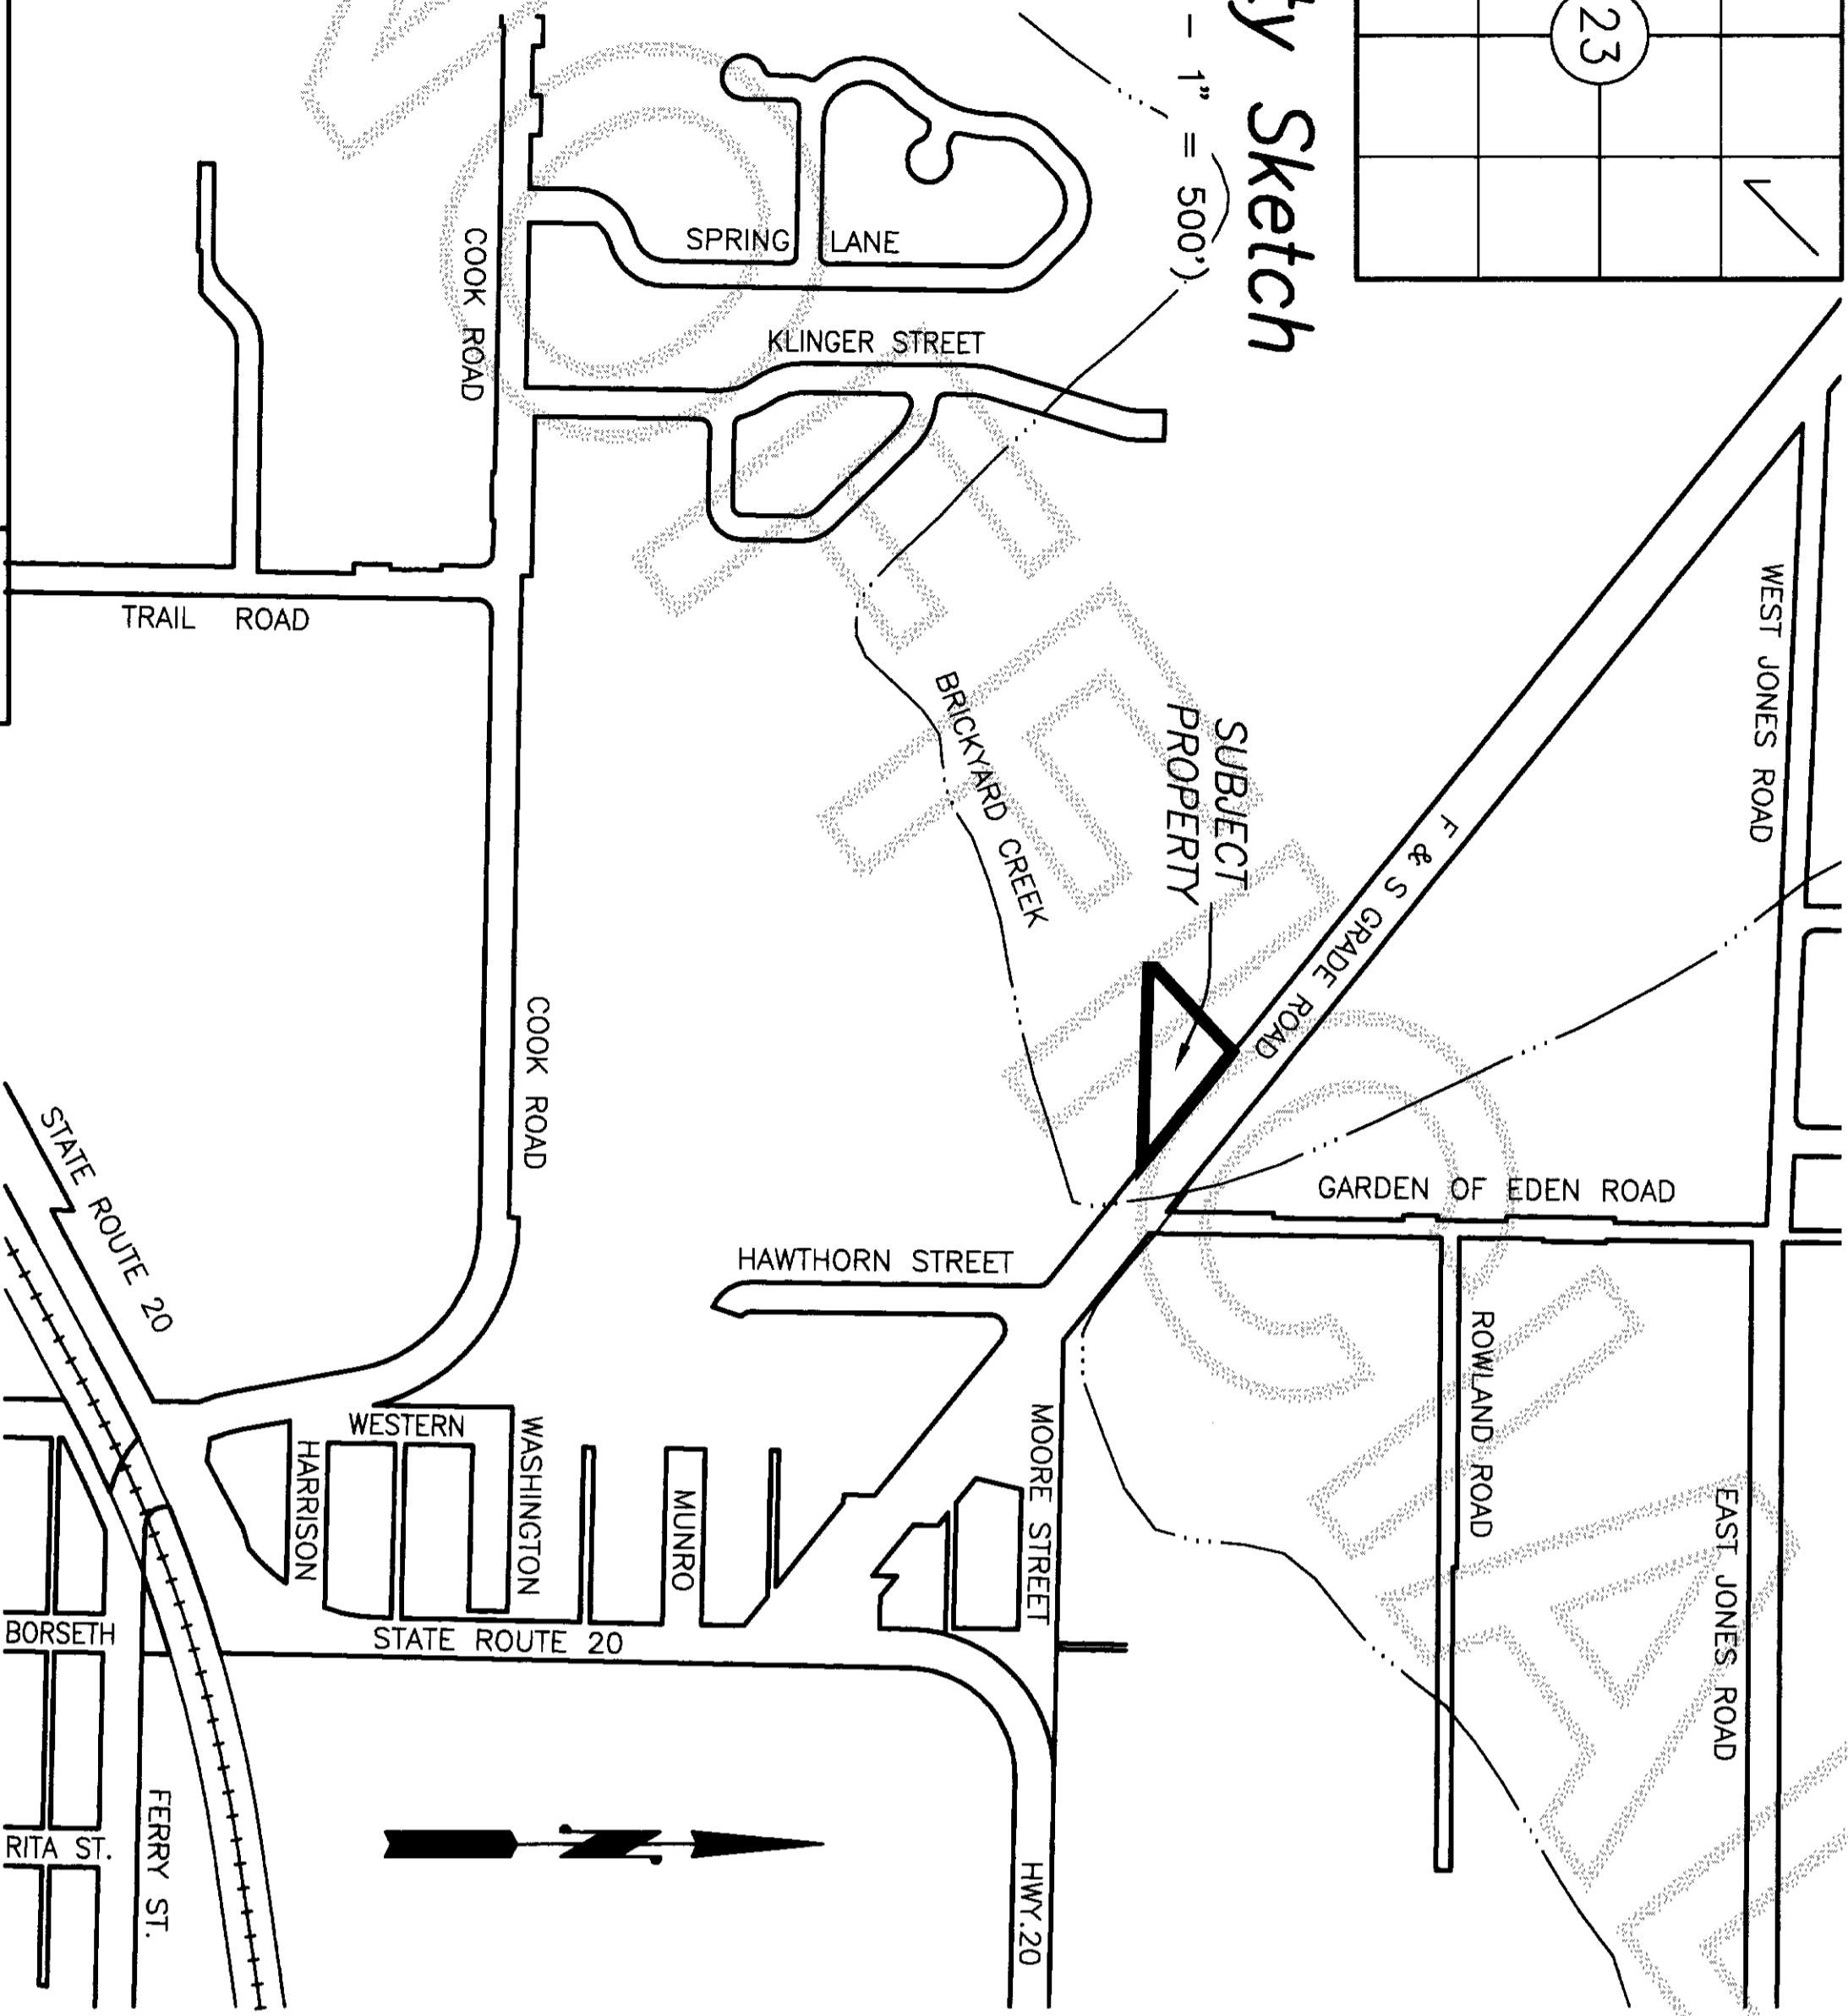 23
ty Sketch
- 1" = 500')
SPRING LANE
KLINGER STREET
COOK ROAD
TRAIL ROAD
WEST JONES ROAD
F & S GRADE ROAD
SUBJECT
PROPERTY
BRICKYARD CREEK
COOK ROAD
GARDEN OF EDEN ROAD
HAWTHORN STREET
ROWLAND ROAD
EAST JONES ROAD
MOORE STREET
STATE ROUTE 20
WESTERN
HARRISON
WASHINGTON
MUNRO
STATE ROUTE 20
BORSETH
RITA ST.
FERRY ST.
HWY.20
N